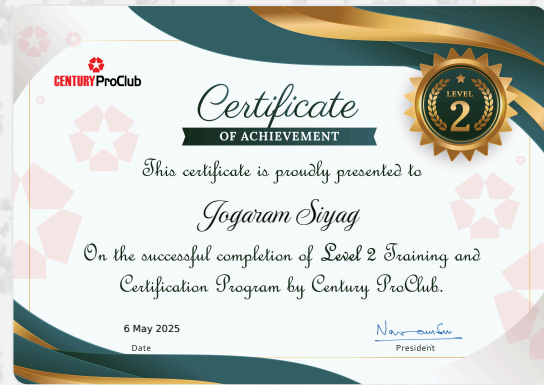 CENTURY ProClub
LEVEL
2
Certificate
OF ACHIEVEMENT
This certificate is proudly presented to
Jogaram Siyag
On the successful completion of Level 2 Training and
Certification Program by Century ProClub.
6 May 2025
Date
President